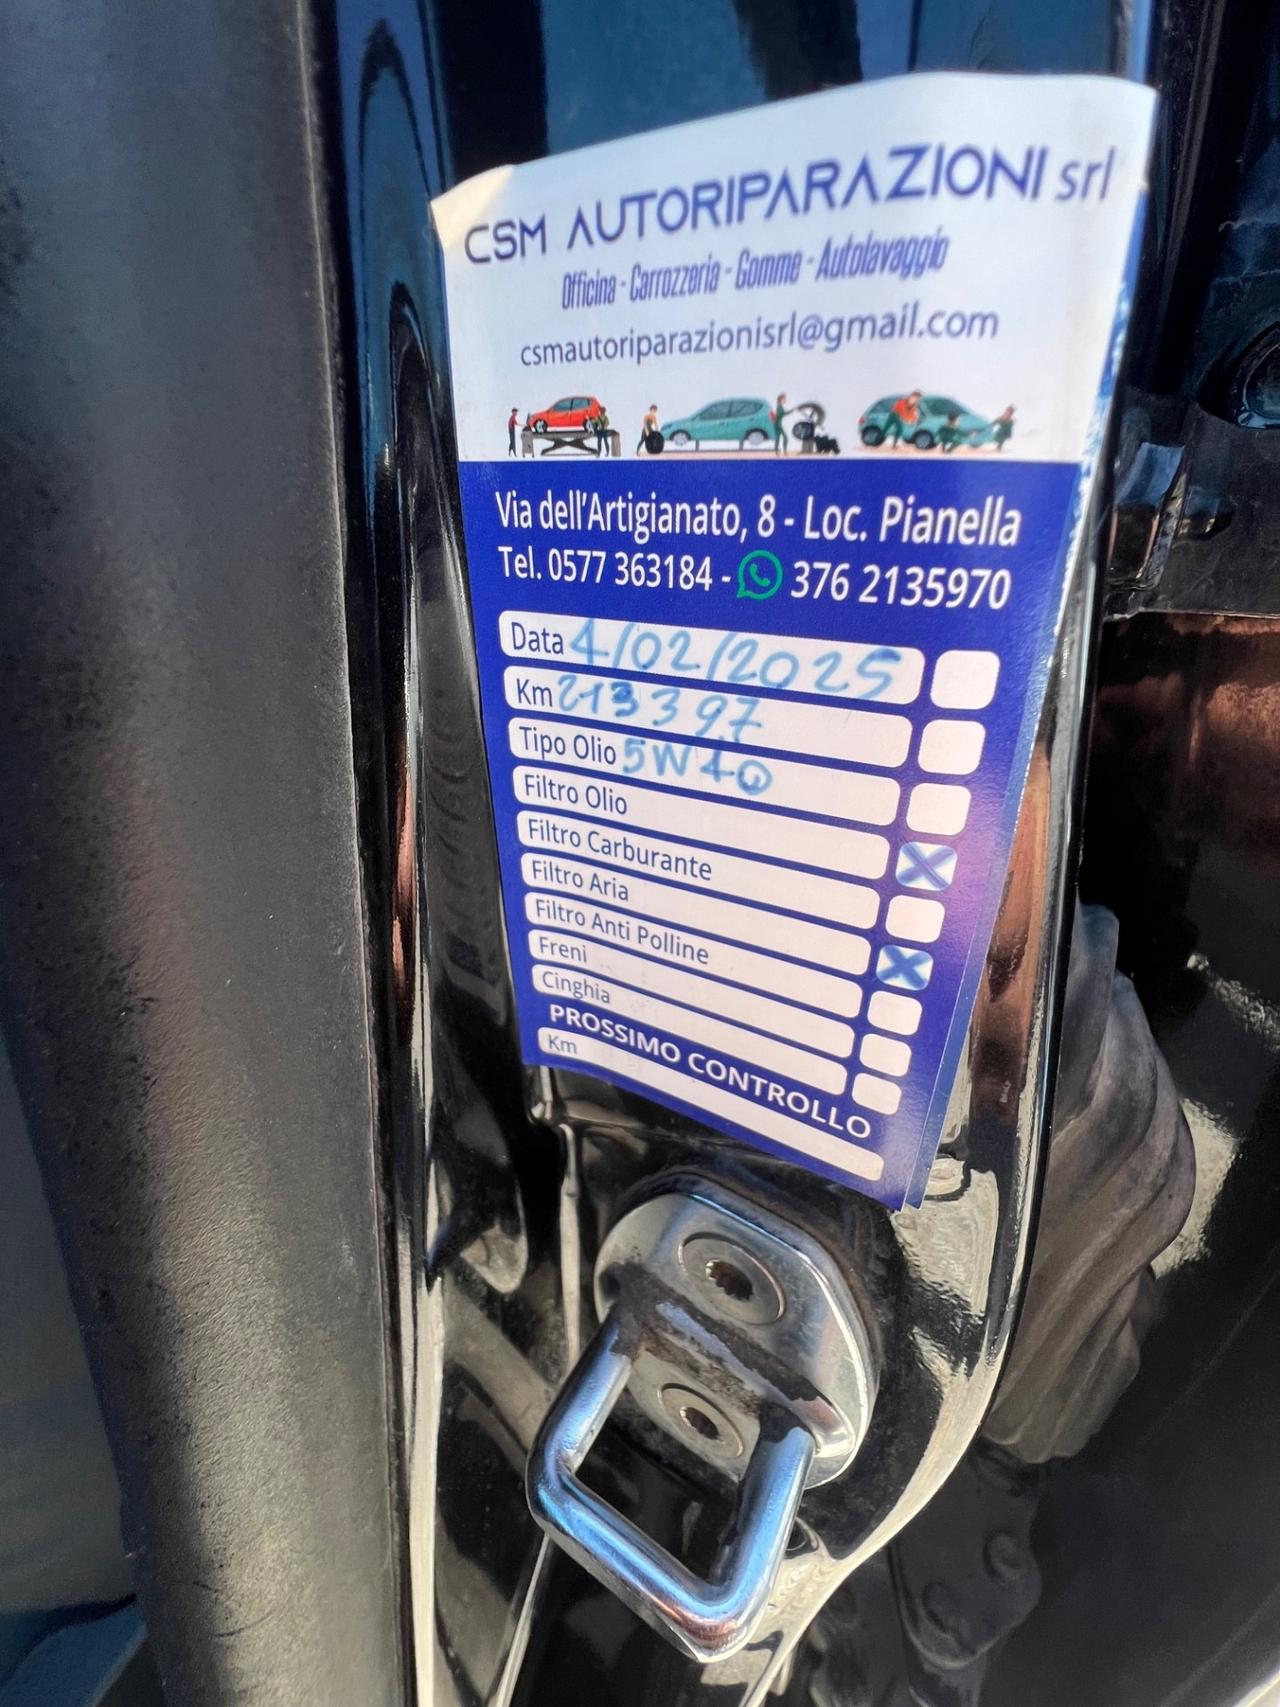 CSM AUTORIPARAZIONI srl
Officina - Carrozzeria - Gomme - Autolavaggio
csmautoriparazionisrl@gmail.com
Via dell'Artigianato, 8 - Loc. Pianella
Tel. 0577 363184 - 376 2135970
Data 4/02/2025
Km 213397
Tipo Olio 5W40
Filtro Olio
Filtro Carburante
Filtro Aria
Filtro Anti Polline
Freni
Cinghia
PROSSIMO CONTROLLO
Km